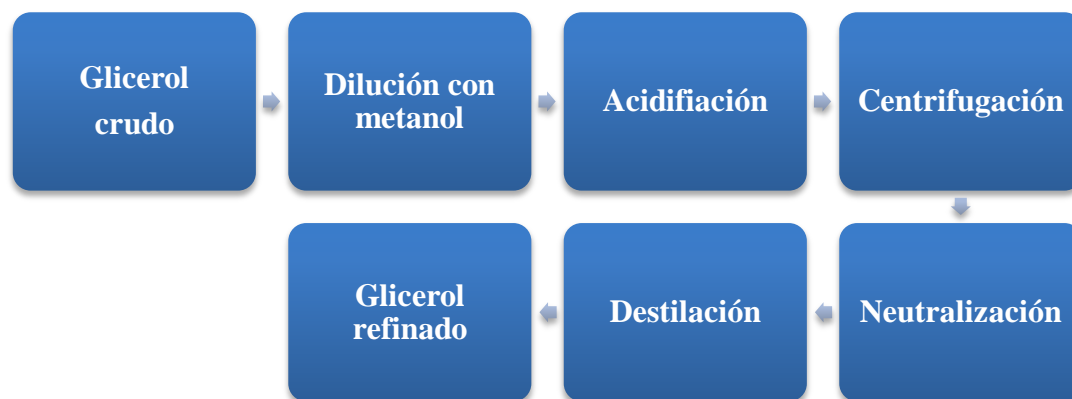 Glicerol
crudo
Dilución con
metanol
Acidifiación
Centrifugación
Neutralización
Destilación
Glicerol
refinado